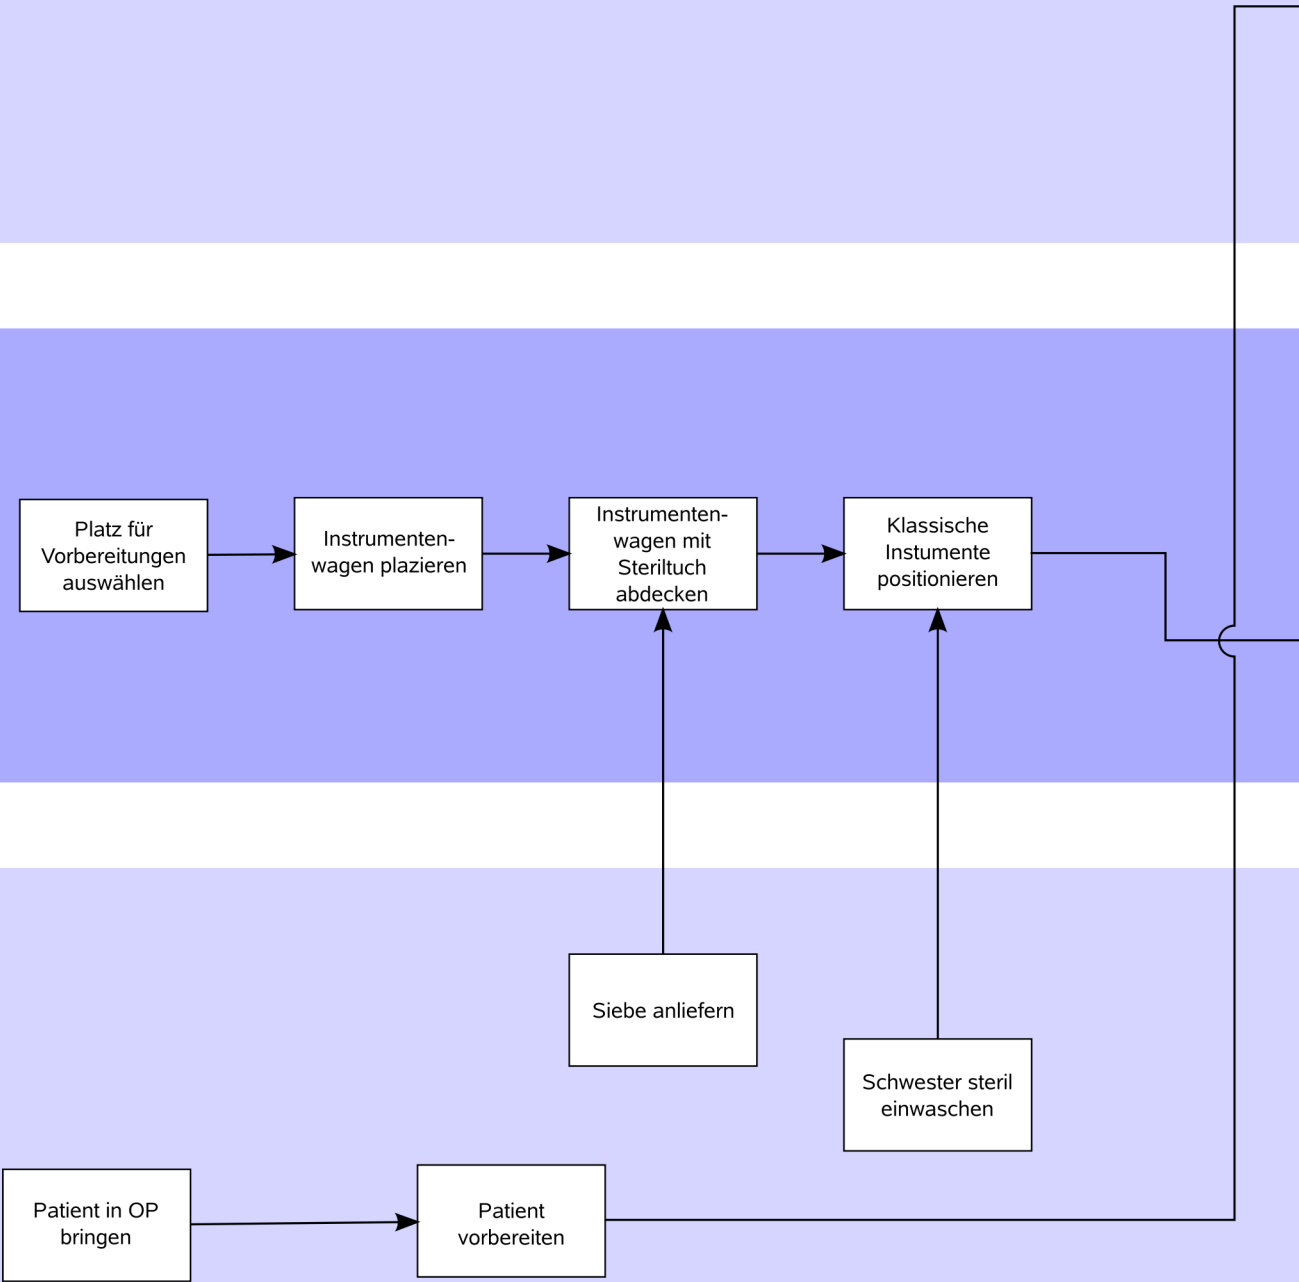 Platz für
Vorbereitungen
auswählen
Instrumenten-
wagen plazieren
Instrumenten-
wagen mit
Steriltuch
abdecken
Klassische
Instumente
positionieren
Siebe anliefern
Schwester steril
einwaschen
Patient in OP
bringen
Patient
vorbereiten